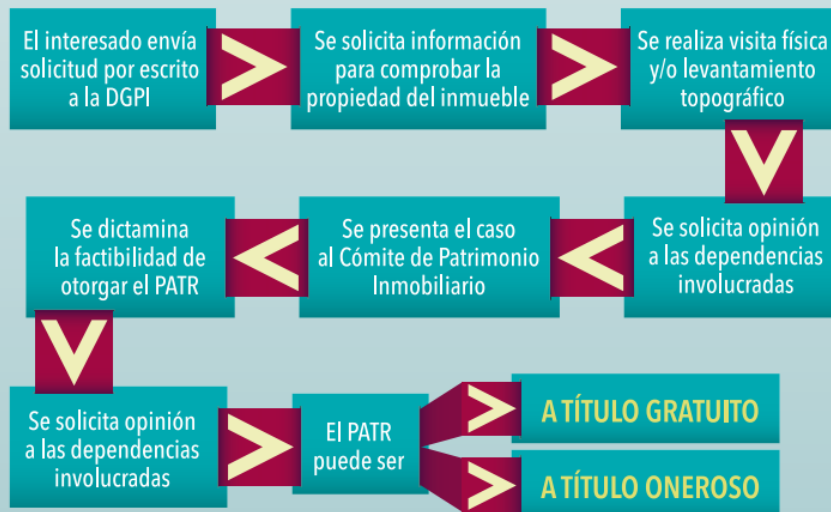 El interesado envía
solicitud por escrito
a la DGPI
Se solicita información
para comprobar la
propiedad del inmueble
Se realiza visita física
y/o levantamiento
topográfico
Se solicita opinión
a las dependencias
involucradas
Se presenta el caso
al Cómite de Patrimonio
Inmobiliario
Se dictamina
la factibilidad de
otorgar el PATR
Se solicita opinión
a las dependencias
involucradas
El PATR
puede ser
A TÍTULO GRATUITO
A TÍTULO ONEROSO